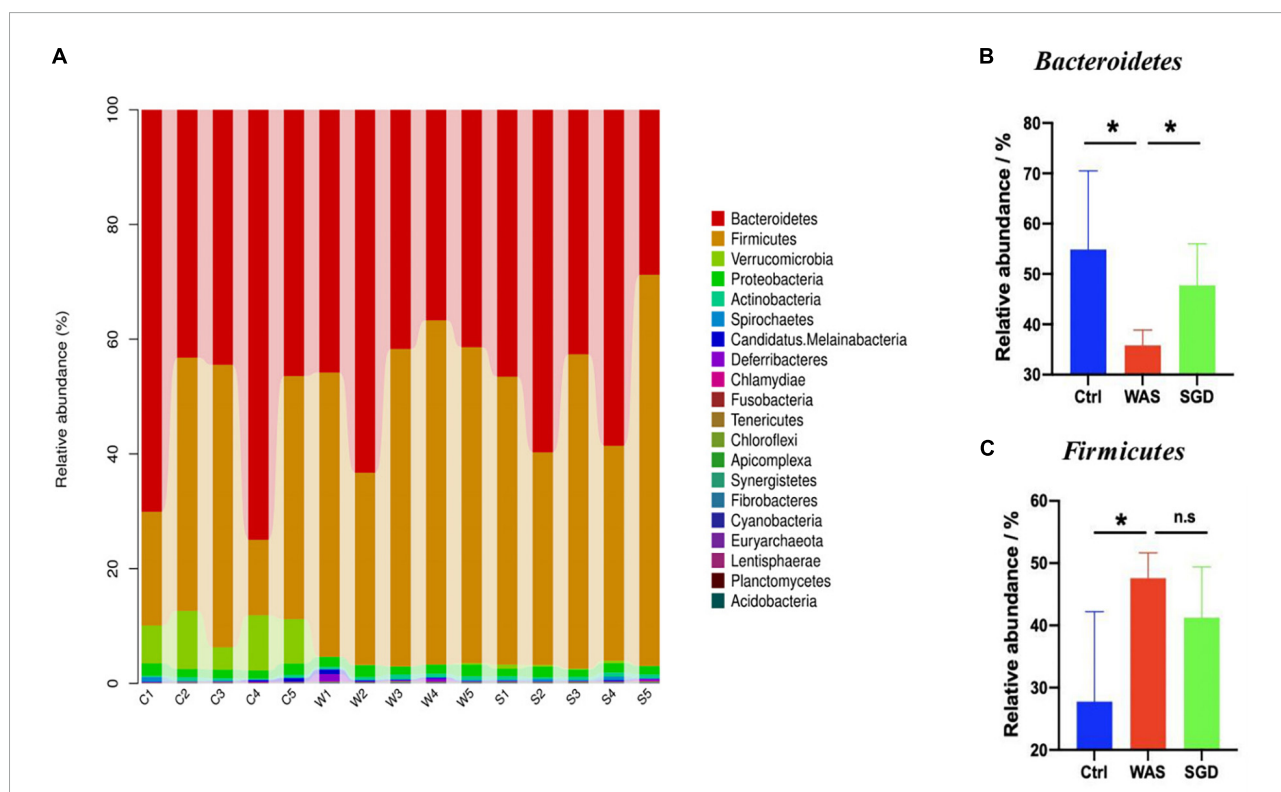 A
Relative abundance (%)
100
80
60
40
20
0
C1 C2 C3 C4 C5 W1 W2 W3 W4 W5 S1 S2 S3 S4 S5
Bacteroidetes
Firmicutes
Verrucomicrobia
Proteobacteria
Actinobacteria
Spirochaetes
Candidatus.Melainabacteria
Deferribacteres
Chlamydiae
Fusobacteria
Tenericutes
Chloroflexi
Apicomplexa
Synergistetes
Fibrobacteres
Cyanobacteria
Euryarchaeota
Lentisphaerae
Planctomycetes
Acidobacteria
B
Bacteroidetes
Relative abundance / %
80
70
60
50
40
30
* *
Ctrl WAS SGD
C
Firmicutes
Relative abundance / %
60
50
40
30
20
* n.s
Ctrl WAS SGD